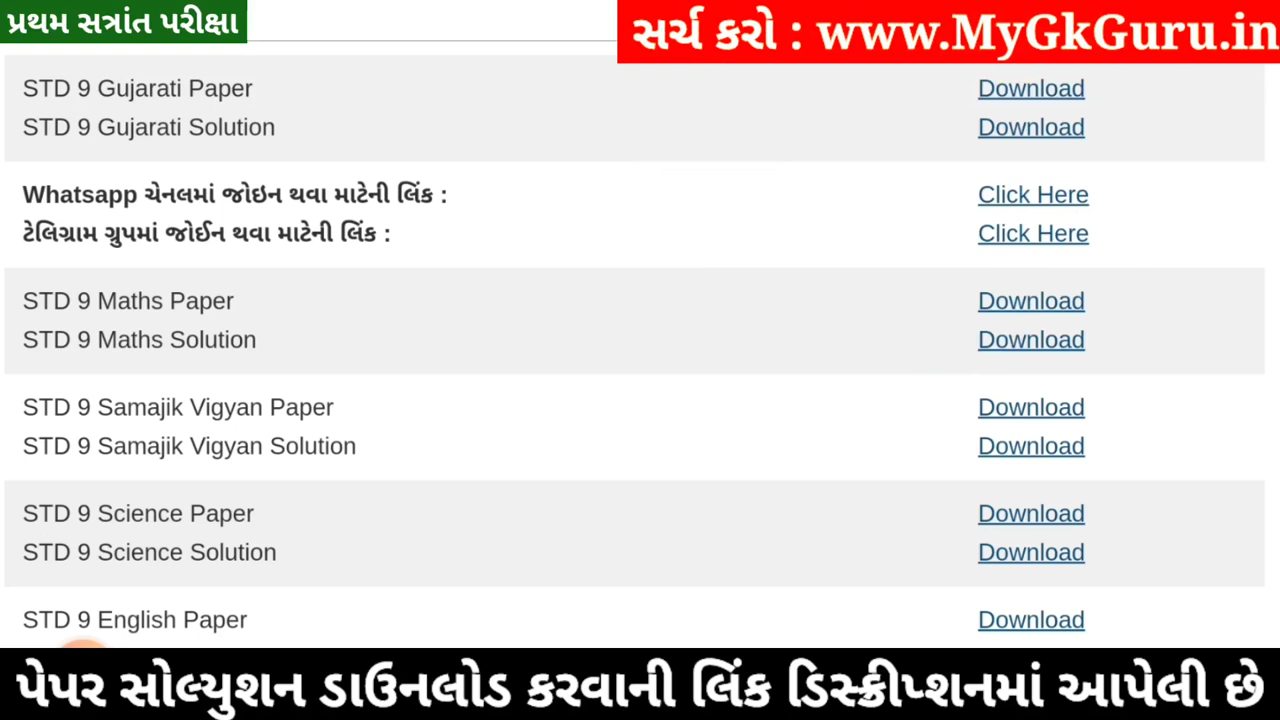 પ્રથમ સત્રાંત પરીક્ષા
સર્ચ કરો : www.MyGkGuru.in
STD 9 Gujarati Paper Download
STD 9 Gujarati Solution Download
Whatsapp ચેનલમાં જોઇન થવા માટેની લિંક : Click Here
ટેલિગ્રામ ગ્રુપમાં જોઈન થવા માટેની લિંક : Click Here
STD 9 Maths Paper Download
STD 9 Maths Solution Download
STD 9 Samajik Vigyan Paper Download
STD 9 Samajik Vigyan Solution Download
STD 9 Science Paper Download
STD 9 Science Solution Download
STD 9 English Paper Download
પેપર સોલ્યુશન ડાઉનલોડ કરવાની લિંક ડિસ્ક્રીપ્શનમાં આપેલી છે